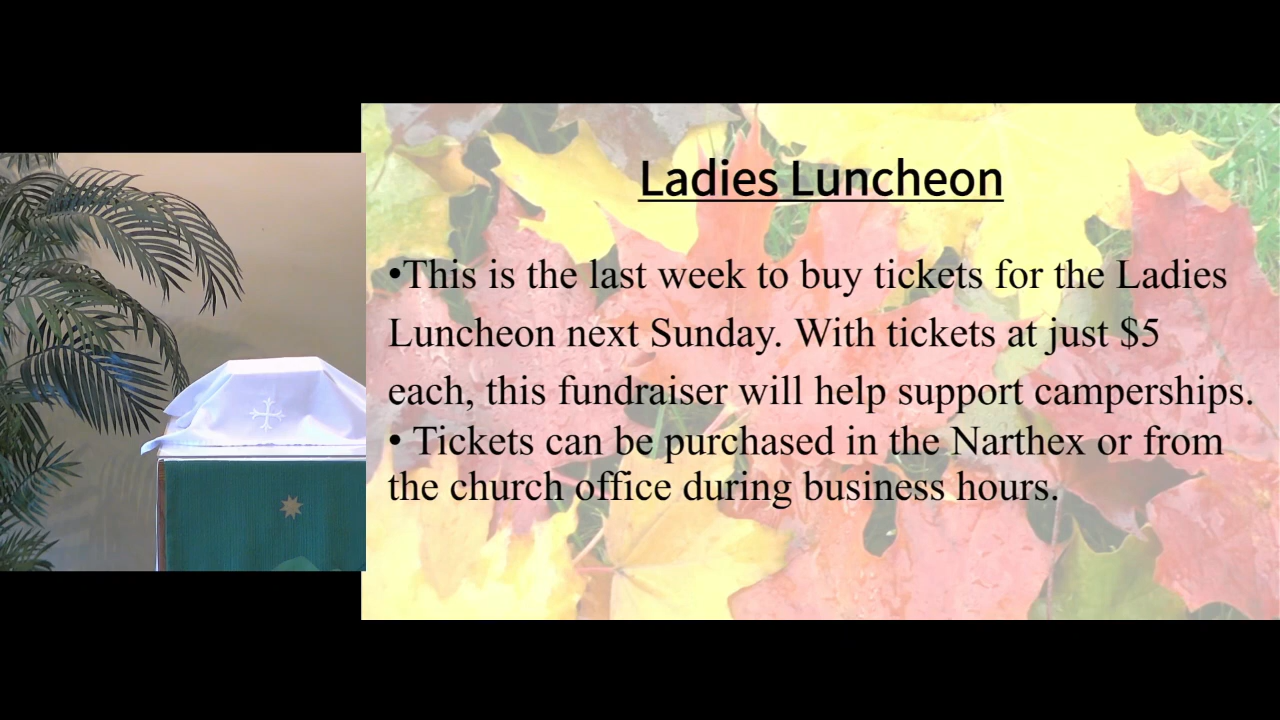 Ladies Luncheon
•This is the last week to buy tickets for the Ladies
Luncheon next Sunday. With tickets at just $5
each, this fundraiser will help support camperships.
• Tickets can be purchased in the Narthex or from
the church office during business hours.